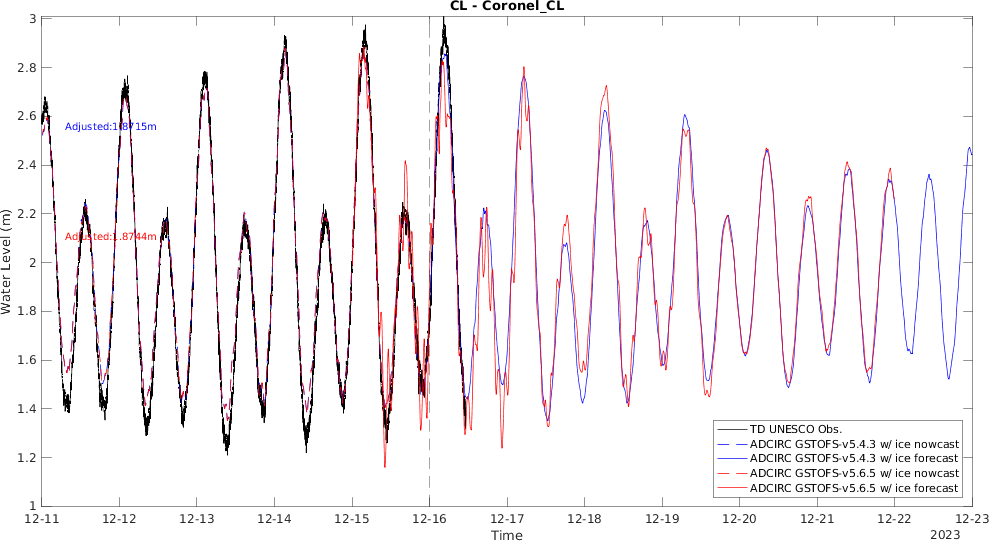 CL - Coronel_CL
3
2.8
2.6
2.4
2.2
2
1.8
1.6
1.4
1.2
1
Water Level (m)
Adjusted:1.8715m
Adjusted:1.8744m
TD UNESCO Obs.
ADCIRC GSTOFS-v5.4.3 w/ ice nowcast
ADCIRC GSTOFS-v5.4.3 w/ ice forecast
ADCIRC GSTOFS-v5.6.5 w/ ice nowcast
ADCIRC GSTOFS-v5.6.5 w/ ice forecast
12-11 12-12 12-13 12-14 12-15 12-16 12-17 12-18 12-19 12-20 12-21 12-22 12-23
Time
2023